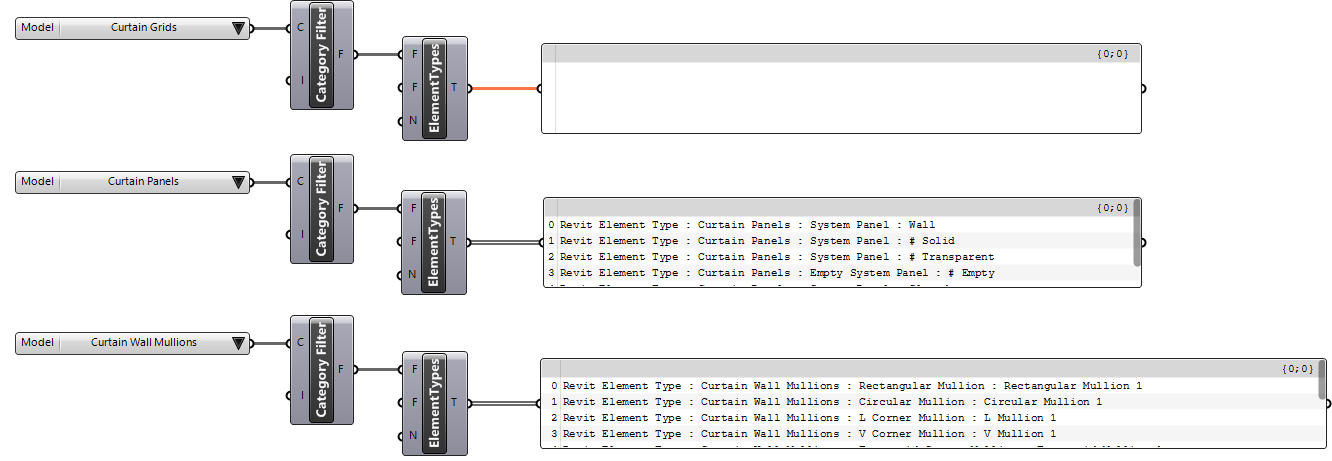 Model Curtain Grids
C
I
Category Filter
F
F
F
N
ElementTypes
T
{0;0}
Model Curtain Panels
C
I
Category Filter
F
F
F
N
ElementTypes
T
{0;0}
0 Revit Element Type : Curtain Panels : System Panel : Wall
1 Revit Element Type : Curtain Panels : System Panel : # Solid
2 Revit Element Type : Curtain Panels : System Panel : # Transparent
3 Revit Element Type : Curtain Panels : Empty System Panel : # Empty
Model Curtain Wall Mullions
C
I
Category Filter
F
F
F
N
ElementTypes
T
{0;0}
0 Revit Element Type : Curtain Wall Mullions : Rectangular Mullion : Rectangular Mullion 1
1 Revit Element Type : Curtain Wall Mullions : Circular Mullion : Circular Mullion 1
2 Revit Element Type : Curtain Wall Mullions : L Corner Mullion : L Mullion 1
3 Revit Element Type : Curtain Wall Mullions : V Corner Mullion : V Mullion 1